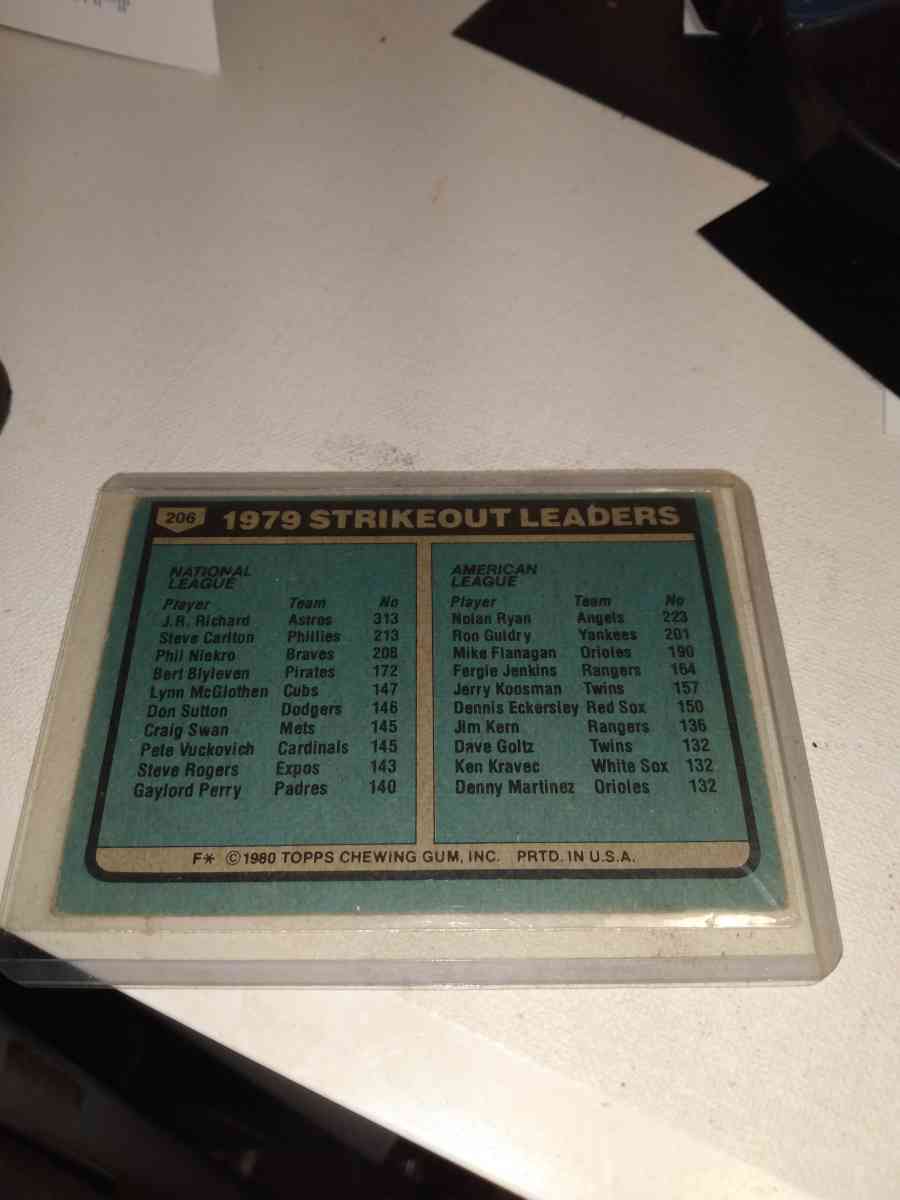 206 1979 STRIKEOUT LEADERS
NATIONAL
LEAGUE
Player Team No
J.R. Richard Astros 313
Steve Carlton Phillies 213
Phil Niekro Braves 208
Bert Blyleven Pirates 172
Lynn McGlothen Cubs 147
Don Sutton Dodgers 146
Craig Swan Mets 145
Pete Vuckovich Cardinals 145
Steve Rogers Expos 143
Gaylord Perry Padres 140
AMERICAN
LEAGUE
Player Team No
Nolan Ryan Angels 223
Ron Guidry Yankees 201
Mike Flanagan Orioles 190
Fergie Jenkins Rangers 164
Jerry Koosman Twins 157
Dennis Eckersley Red Sox 150
Jim Kern Rangers 136
Dave Goltz Twins 132
Ken Kravec White Sox 132
Denny Martinez Orioles 132
F* ©1980 TOPPS CHEWING GUM, INC. PRTD. IN U.S.A.